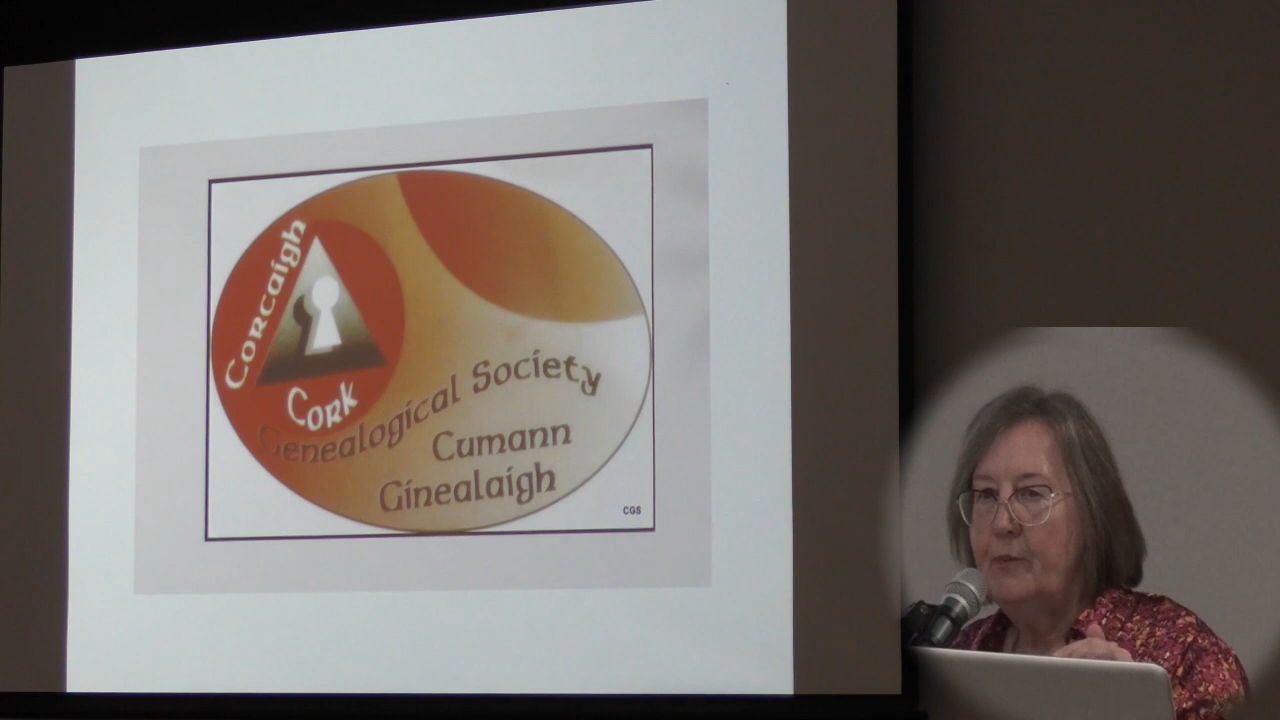 Corcaigh
Cork
Genealogical Society
Cumann
Ginealaigh
CGS